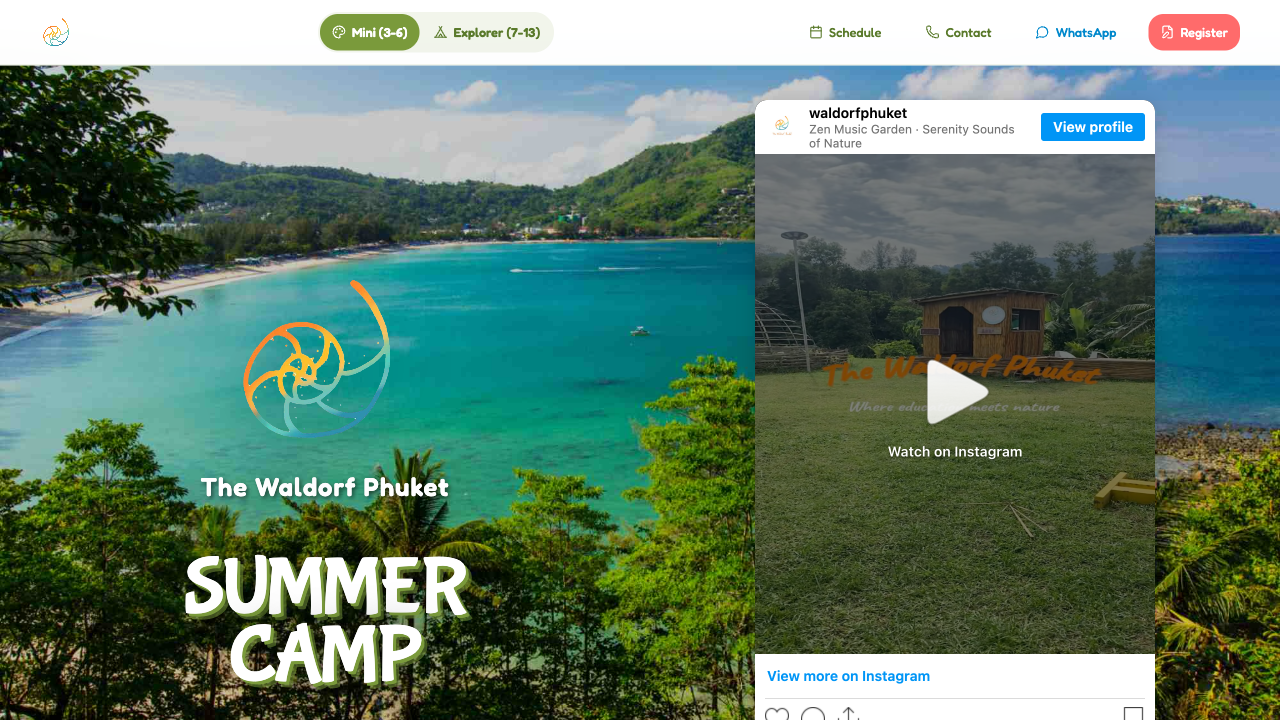 Mini (3-6)
Explorer (7-13)
Schedule
Contact
WhatsApp
Register
waldorfphuket
Zen Music Garden · Serenity Sounds
of Nature
View profile
The Waldorf Phuket
Where education meets nature
Watch on Instagram
View more on Instagram
The Waldorf Phuket
SUMMER
CAMP